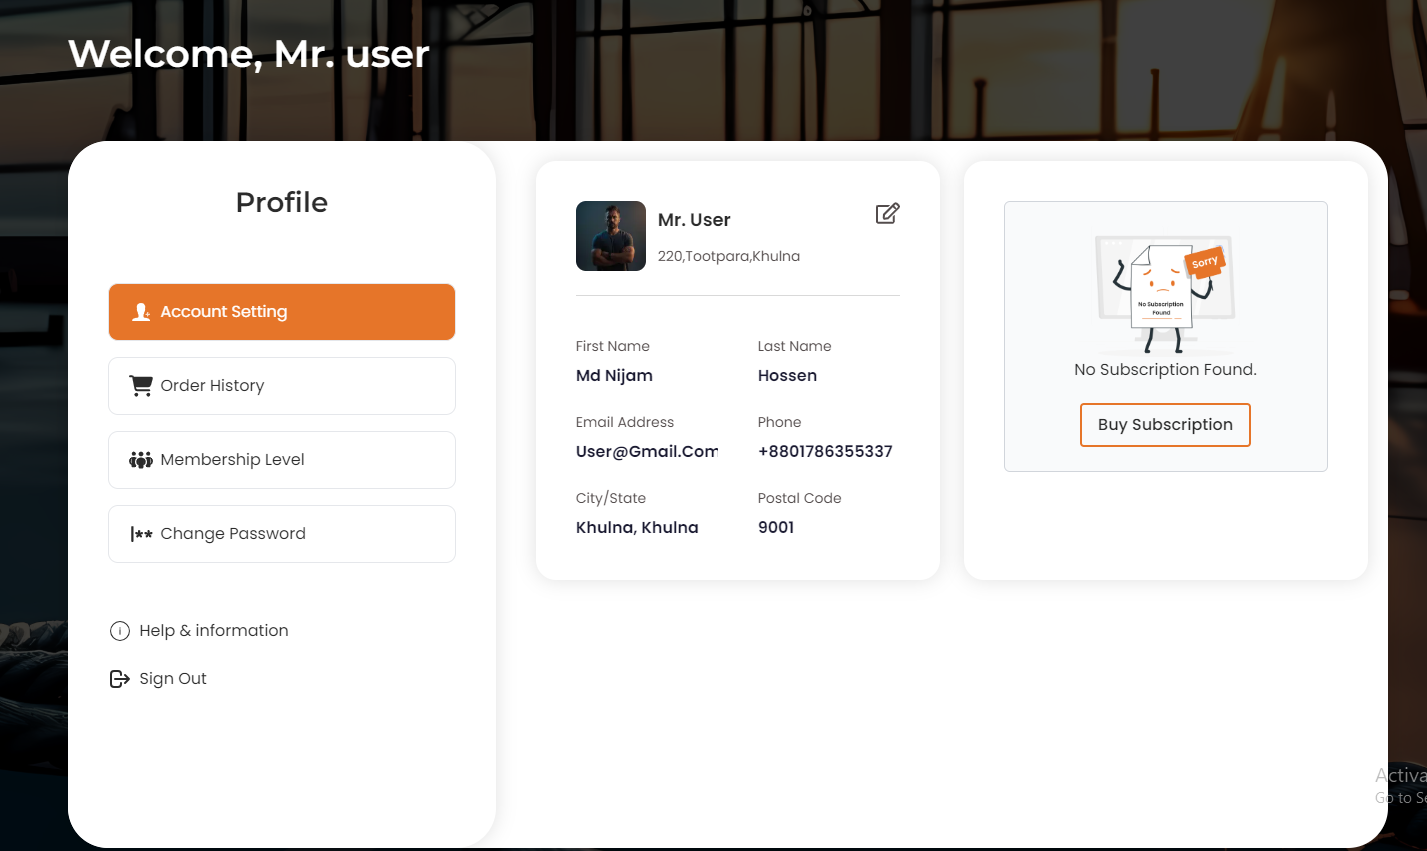 Welcome, Mr. user
Profile
Account Setting
Order History
Membership Level
Change Password
Help & information
Sign Out
Mr. User
220,Tootpara,Khulna
First Name
Last Name
Md Nijam
Hossen
Email Address
Phone
User@Gmail.Com
+8801786355337
City/State
Postal Code
Khulna, Khulna
9001
Sorry
No Subscription
Found
No Subscription Found.
Buy Subscription
Activa
Go to Se